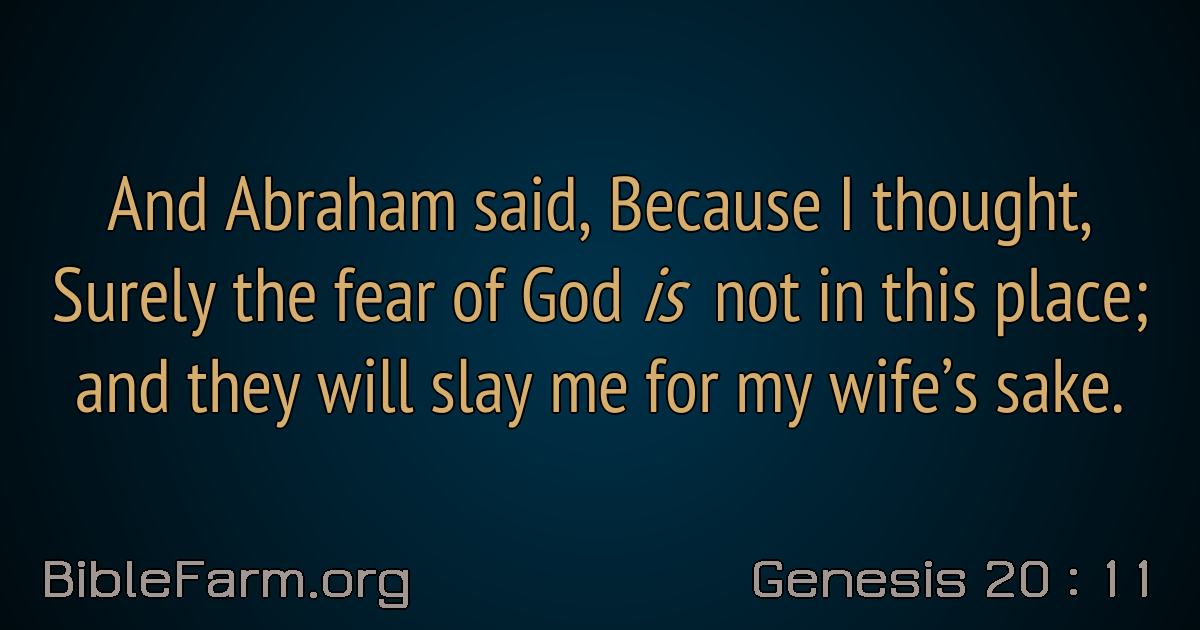 And Abraham said, Because I thought,
Surely the fear of God is not in this place;
and they will slay me for my wife’s sake.
BibleFarm.org
Genesis 20 : 11